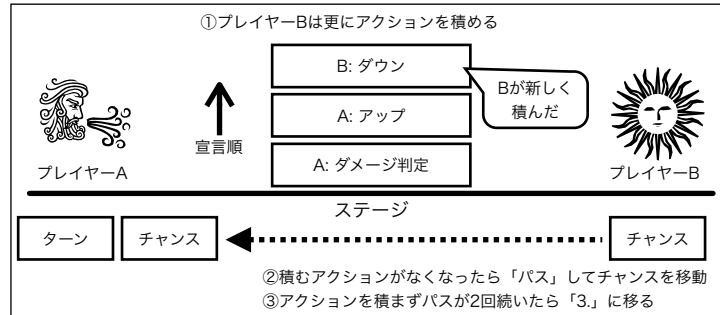 ①プレイヤーBは更にアクションを積める
B: ダウン
Bが新しく
積んだ
A: アップ
宣言順
A: ダメージ判定
プレイヤーA
プレイヤーB
ステージ
ターン
チャンス
チャンス
②積むアクションがなくなったら「パス」してチャンスを移動
③アクションを積まずパスが2回続いたら「3.」に移る